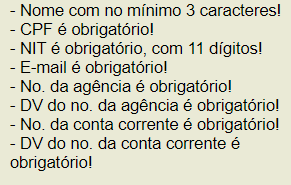 - Nome com no mínimo 3 caracteres!
- CPF é obrigatório!
- NIT é obrigatório, com 11 dígitos!
- E-mail é obrigatório!
- No. da agência é obrigatório!
- DV do no. da agência é obrigatório!
- No. da conta corrente é obrigatório!
- DV do no. da conta corrente é
obrigatório!